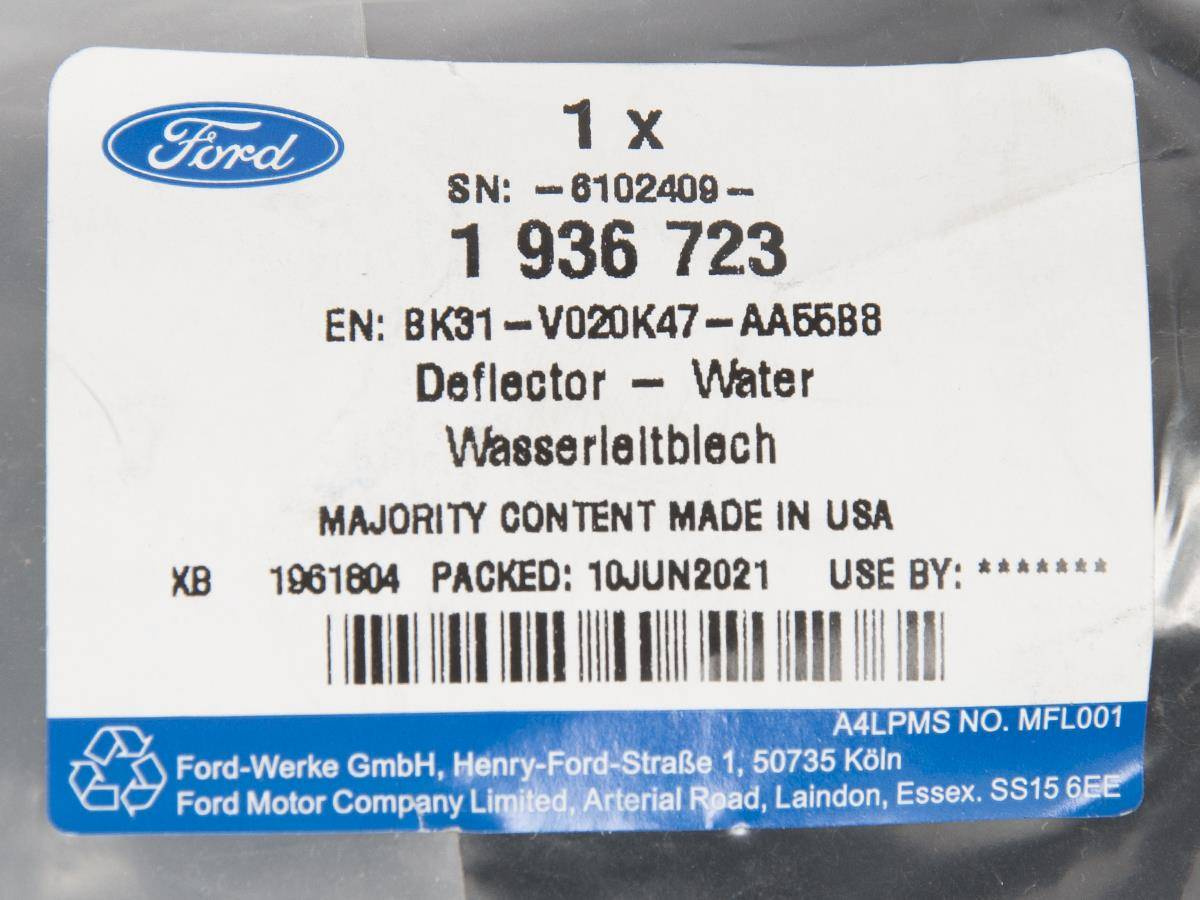 Ford
1 x
SN: -6102409-
1 936 723
EN: BK31-V020K47-AA55B8
Deflector - Water
Wasserleitblech
MAJORITY CONTENT MADE IN USA
XB 1961804 PACKED: 10JUN2021 USE BY: *******
A4LPMS NO. MFL001
Ford-Werke GmbH, Henry-Ford-Straße 1, 50735 Köln
Ford Motor Company Limited, Arterial Road, Laindon, Essex. SS15 6EE